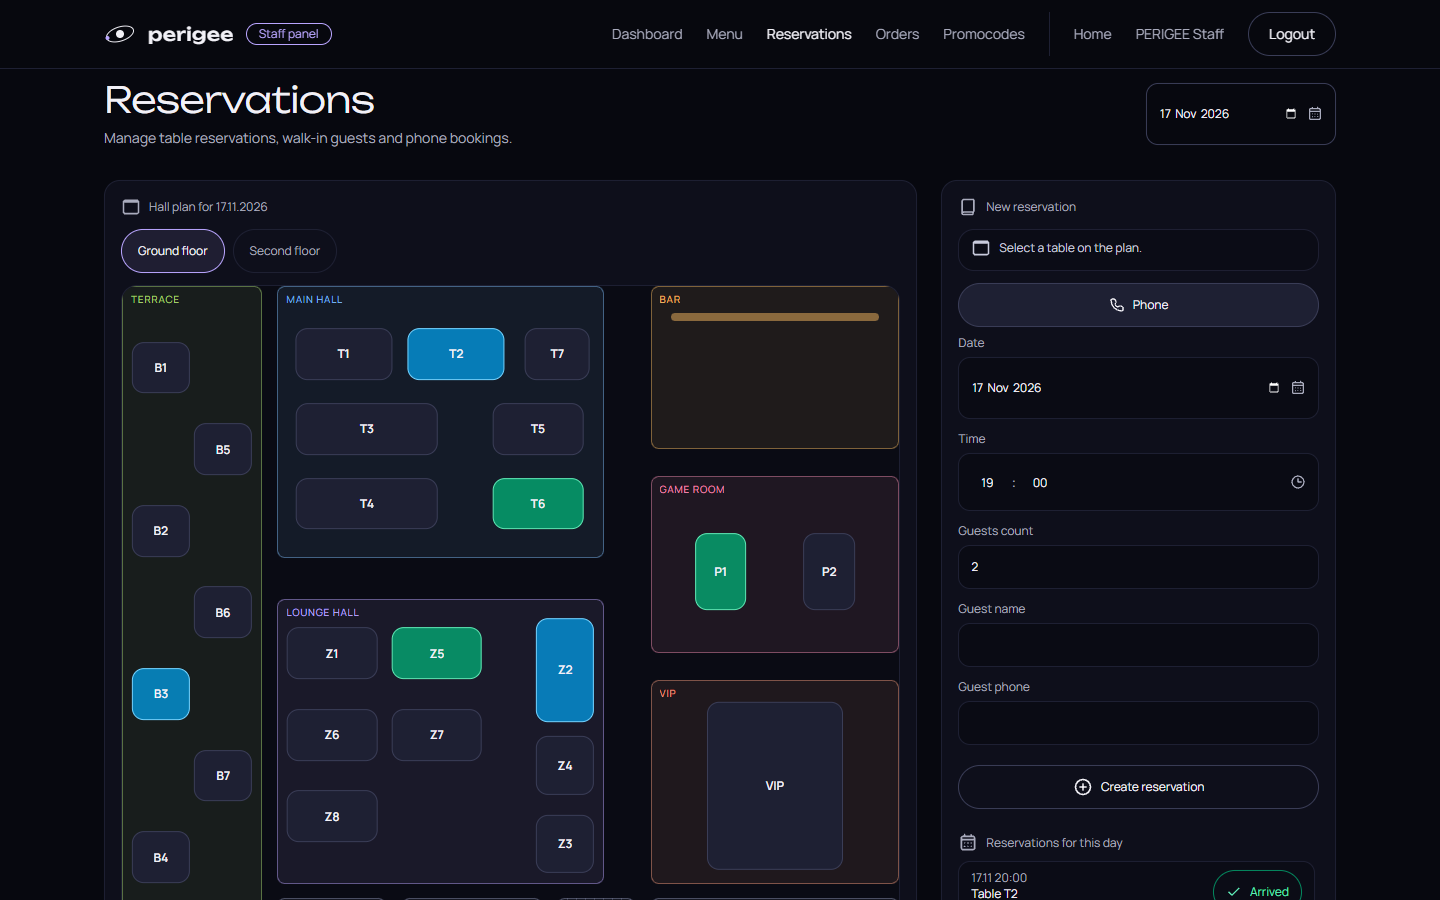 perigee
Staff panel
Dashboard
Menu
Reservations
Orders
Promocodes
Home
PERIGEE Staff
Logout
Reservations
Manage table reservations, walk-in guests and phone bookings.
17 Nov 2026
Hall plan for 17.11.2026
Ground floor
Second floor
TERRACE
B1
B5
B2
B6
B3
B7
B4
MAIN HALL
T1
T2
T7
T3
T5
T4
T6
LOUNGE HALL
Z1
Z5
Z2
Z6
Z7
Z4
Z8
Z3
BAR
GAME ROOM
P1
P2
VIP
VIP
New reservation
Select a table on the plan.
Phone
Date
17 Nov 2026
Time
19 : 00
Guests count
2
Guest name
Guest phone
Create reservation
Reservations for this day
17.11 20:00
Table T2
Arrived